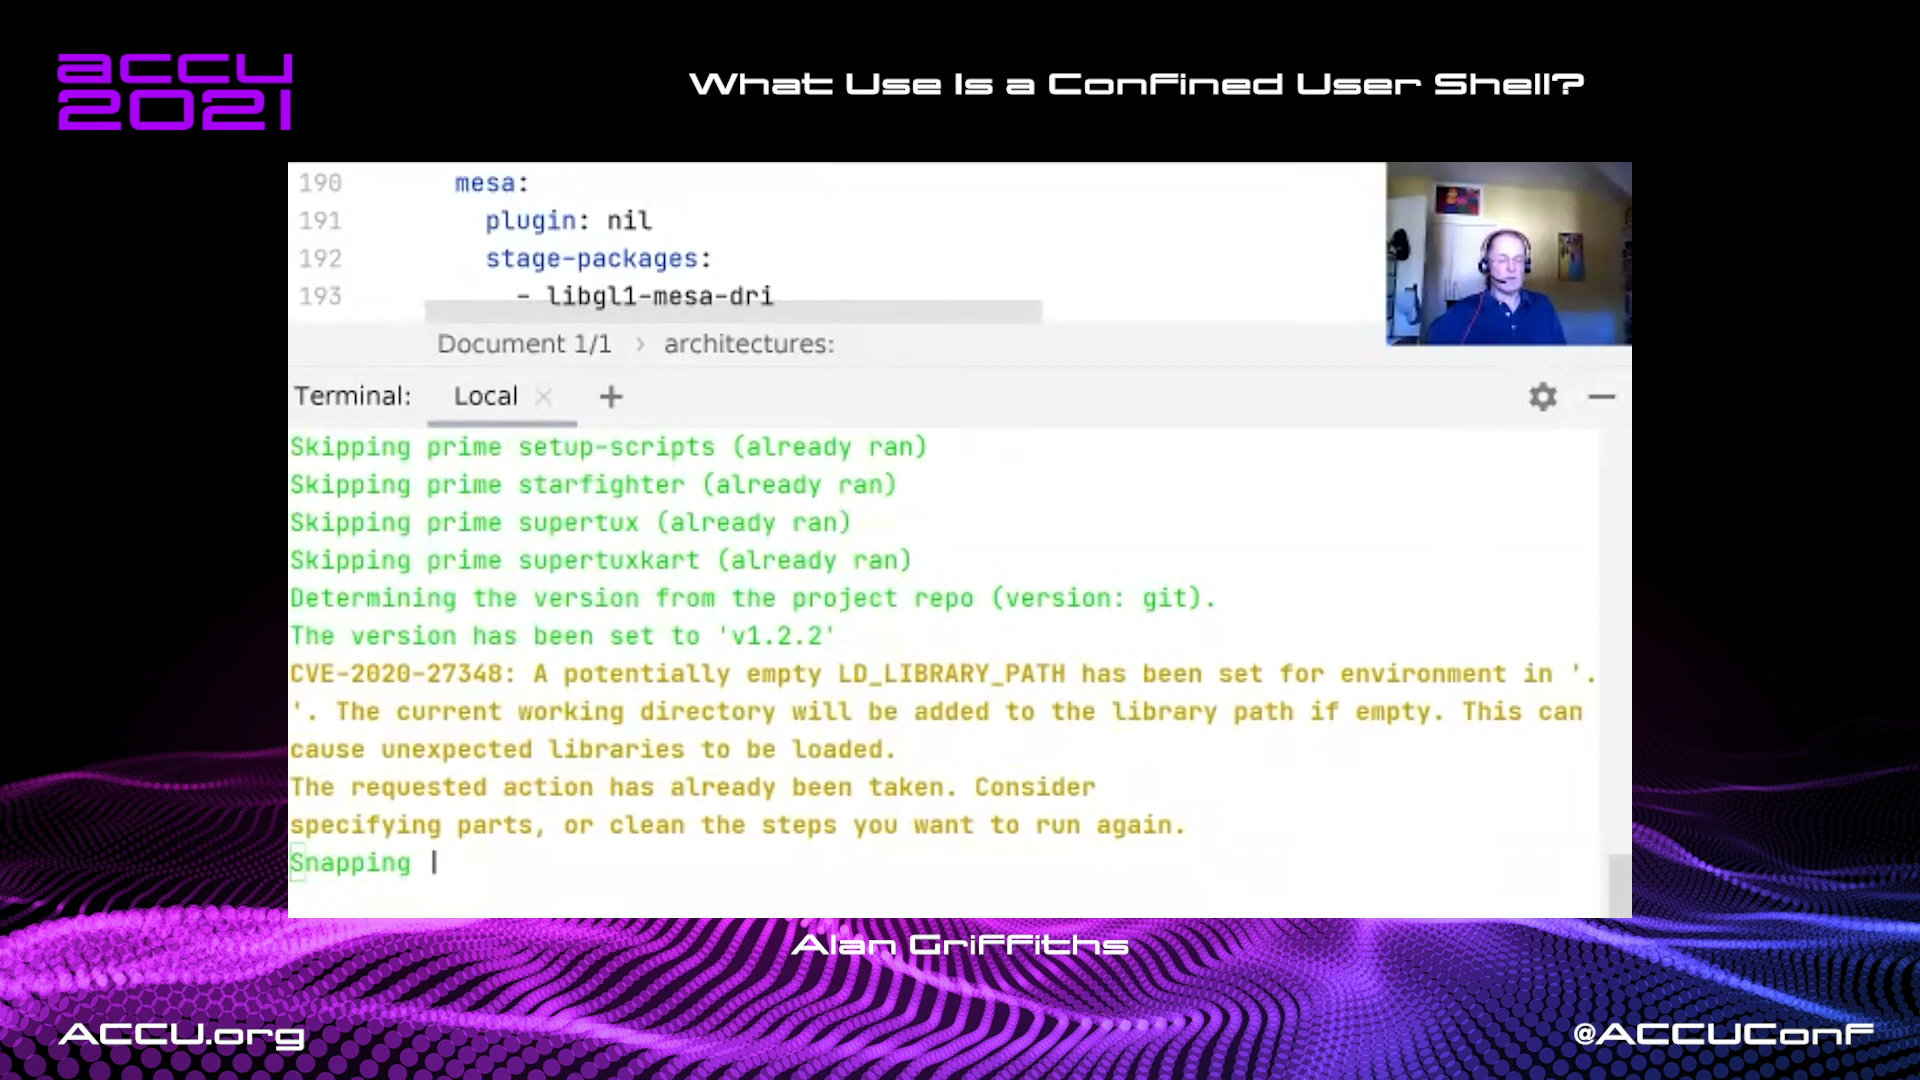 accu
2021
What Use Is a Confined User Shell?
190 mesa:
191 plugin: nil
192 stage-packages:
193 - libgl1-mesa-dri
Document 1/1 › architectures:
Terminal: Local × +
Skipping prime setup-scripts (already ran)
Skipping prime starfighter (already ran)
Skipping prime supertux (already ran)
Skipping prime supertuxkart (already ran)
Determining the version from the project repo (version: git).
The version has been set to 'v1.2.2'
CVE-2020-27348: A potentially empty LD_LIBRARY_PATH has been set for environment in '.
'. The current working directory will be added to the library path if empty. This can
cause unexpected libraries to be loaded.
The requested action has already been taken. Consider
specifying parts, or clean the steps you want to run again.
Snapping |
Alan Griffiths
ACCU.org
@ACCUConf